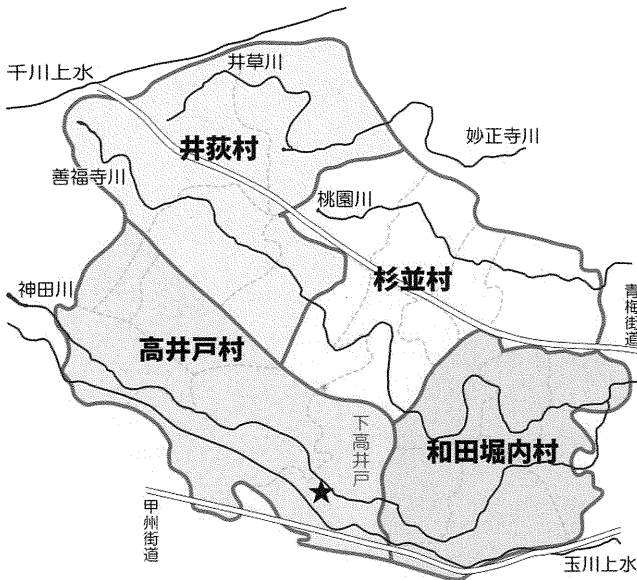 千川上水
井草川
妙正寺川
井荻村
善福寺川
桃園川
杉並村
神田川
青梅街道
高井戸村
下高井戸
和田堀内村
甲州街道
玉川上水